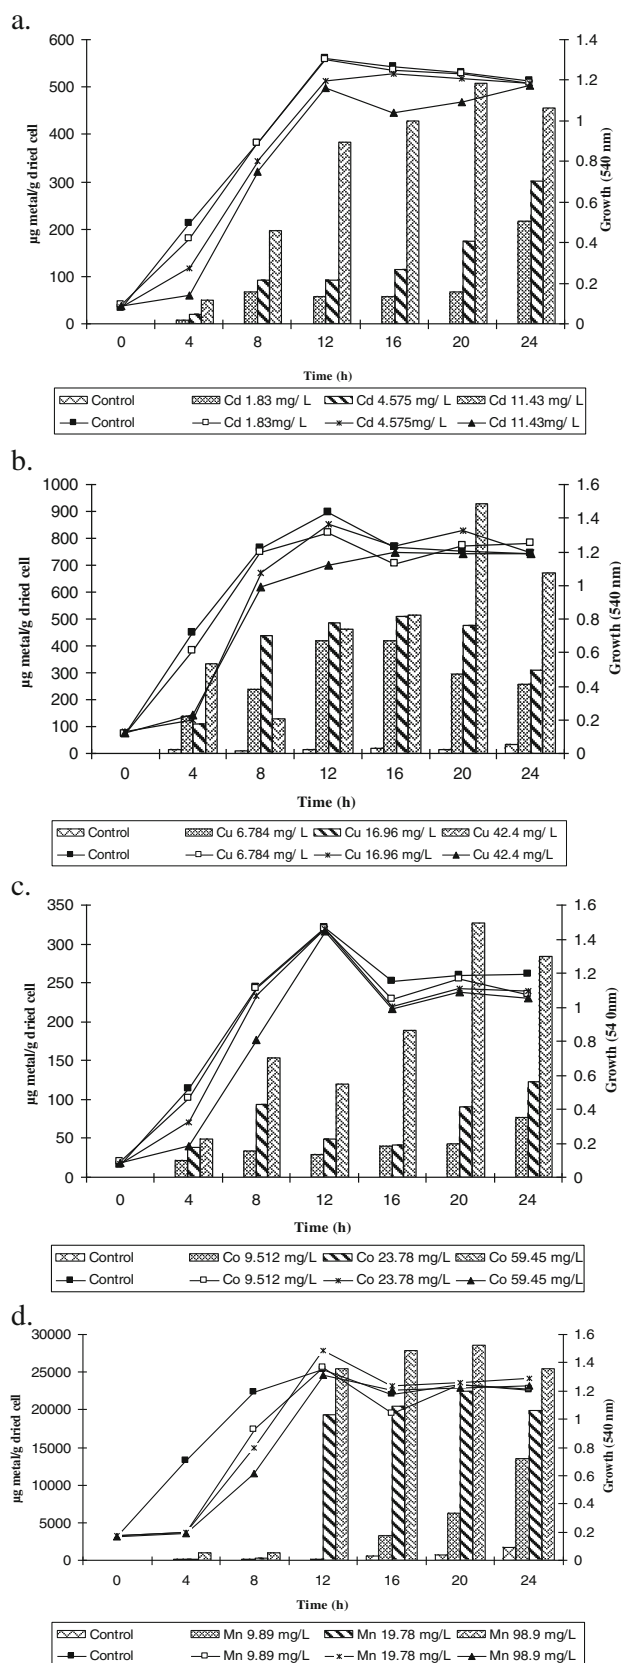 a.
600
500
400
300
200
100
0
1.4
1.2
1
0.8
0.6
0.4
0.2
0
µg metal/g dried cell
Growth (540 nm)
0 4 8 12 16 20 24
Time (h)
Control Cd 1.83 mg/ L Cd 4.575 mg/ L Cd 11.43 mg/ L
Control Cd 1.83mg/ L Cd 4.575mg/ L Cd 11.43mg/ L
b.
1000
900
800
700
600
500
400
300
200
100
0
1.6
1.4
1.2
1
0.8
0.6
0.4
0.2
0
µg metal/g dried cell
Growth (540 nm)
0 4 8 12 16 20 24
Time (h)
Control Cu 6.784 mg/ L Cu 16.96 mg/ L Cu 42.4 mg/ L
Control Cu 6.784 mg/ L Cu 16.96 mg/L Cu 42.4 mg/L
c.
350
300
250
200
150
100
50
0
1.6
1.4
1.2
1
0.8
0.6
0.4
0.2
0
µg metal/g dried cell
Growth (54 0nm)
0 4 8 12 16 20 24
Time (h)
Control Co 9.512 mg/L Co 23.78 mg/L Co 59.45 mg/L
Control Co 9.512 mg/L Co 23.78 mg/L Co 59.45 mg/L
d.
30000
25000
20000
15000
10000
5000
0
1.6
1.4
1.2
1
0.8
0.6
0.4
0.2
0
µg metal/g dried cell
Growth (540 nm)
0 4 8 12 16 20 24
Time (h)
Control Mn 9.89 mg/L Mn 19.78 mg/L Mn 98.9 mg/L
Control Mn 9.89 mg/L Mn 19.78 mg/L Mn 98.9 mg/L